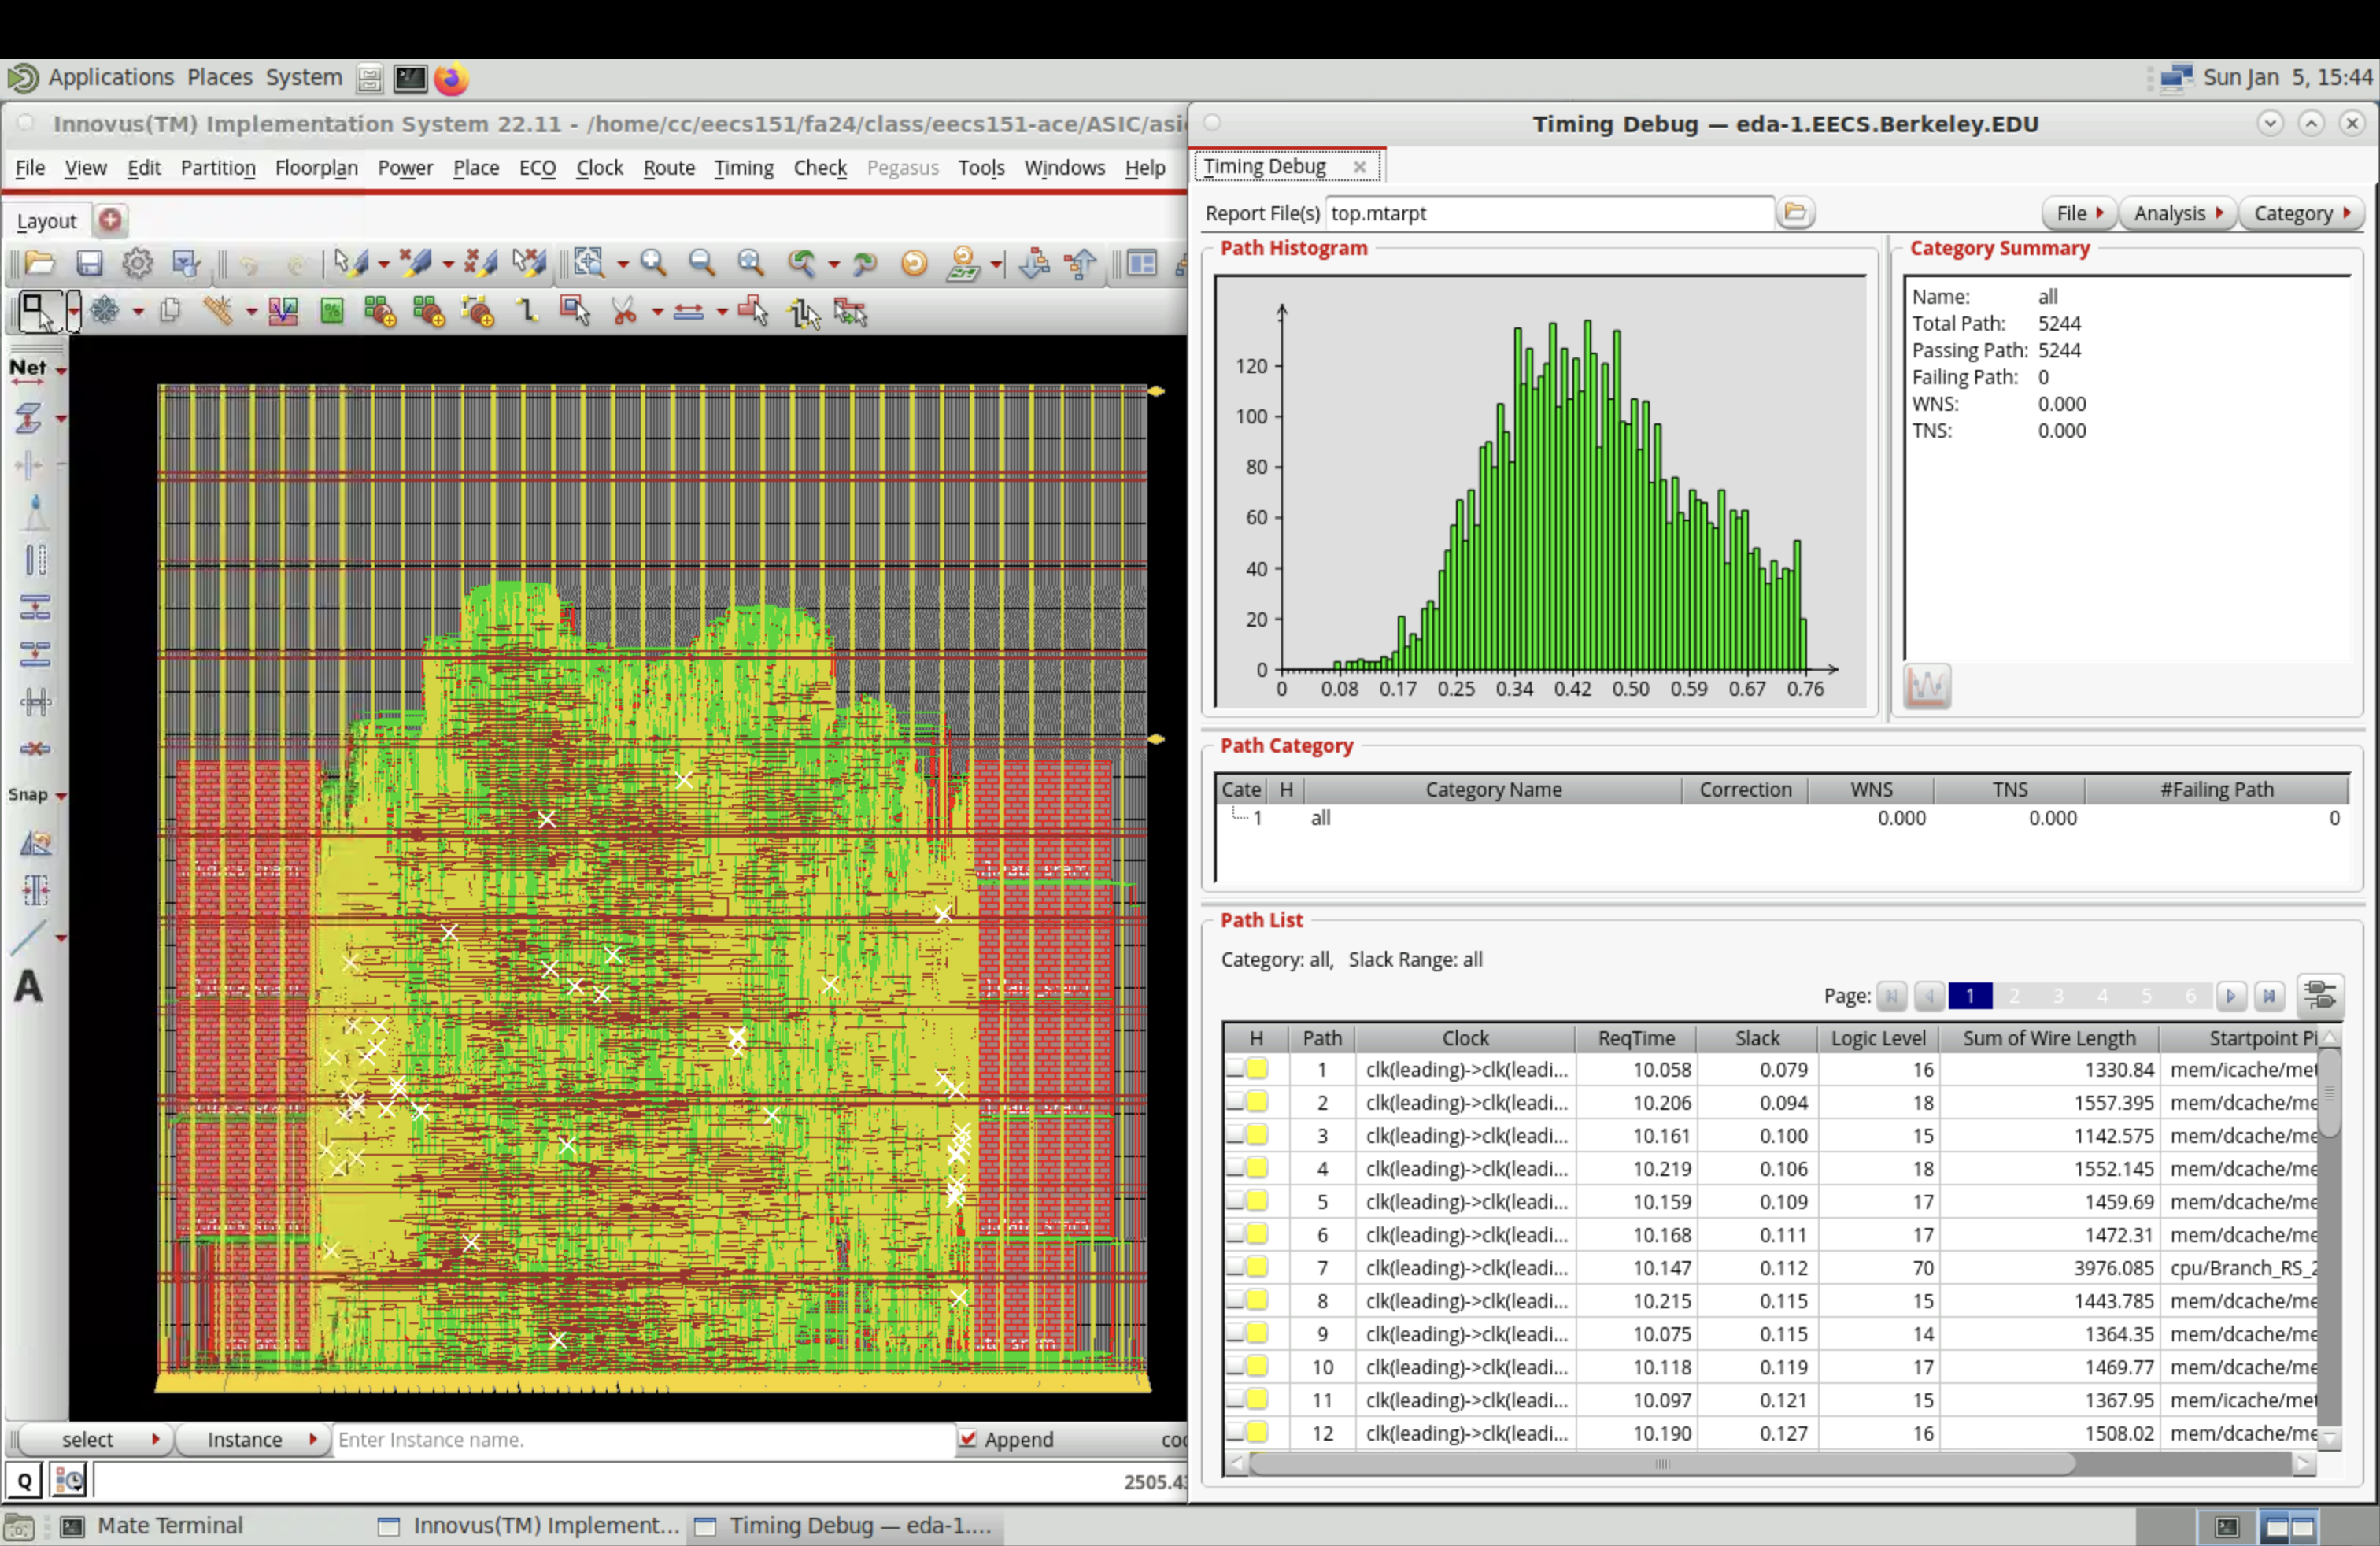 Applications Places System
Sun Jan 5, 15:44
Innovus(TM) Implementation System 22.11 - /home/cc/eecs151/fa24/class/eecs151-ace/ASIC/asi
File View Edit Partition Floorplan Power Place ECO Clock Route Timing Check Pegasus Tools Windows Help
Layout
Net
Snap
A
select Instance Enter Instance name. Append
Q
2505.43
Timing Debug — eda-1.EECS.Berkeley.EDU
Timing Debug
Report File(s) top.mtarpt File Analysis Category
Path Histogram
120
100
80
60
40
20
0
0 0.08 0.17 0.25 0.34 0.42 0.50 0.59 0.67 0.76
Category Summary
Name: all
Total Path: 5244
Passing Path: 5244
Failing Path: 0
WNS: 0.000
TNS: 0.000
Path Category
Cate H Category Name Correction WNS TNS #Failing Path
1 all 0.000 0.000 0
Path List
Category: all, Slack Range: all
Page: 1 2 3 4 5 6
H Path Clock ReqTime Slack Logic Level Sum of Wire Length Startpoint Pi
1 clk(leading)->clk(leadi... 10.058 0.079 16 1330.84 mem/icache/met
2 clk(leading)->clk(leadi... 10.206 0.094 18 1557.395 mem/dcache/me
3 clk(leading)->clk(leadi... 10.161 0.100 15 1142.575 mem/dcache/me
4 clk(leading)->clk(leadi... 10.219 0.106 18 1552.145 mem/dcache/me
5 clk(leading)->clk(leadi... 10.159 0.109 17 1459.69 mem/dcache/me
6 clk(leading)->clk(leadi... 10.168 0.111 17 1472.31 mem/dcache/me
7 clk(leading)->clk(leadi... 10.147 0.112 70 3976.085 cpu/Branch_RS_2
8 clk(leading)->clk(leadi... 10.215 0.115 15 1443.785 mem/dcache/me
9 clk(leading)->clk(leadi... 10.075 0.115 14 1364.35 mem/dcache/me
10 clk(leading)->clk(leadi... 10.118 0.119 17 1469.77 mem/dcache/me
11 clk(leading)->clk(leadi... 10.097 0.121 15 1367.95 mem/icache/met
12 clk(leading)->clk(leadi... 10.190 0.127 16 1508.02 mem/dcache/me
Mate Terminal
Innovus(TM) Implement...
Timing Debug — eda-1....